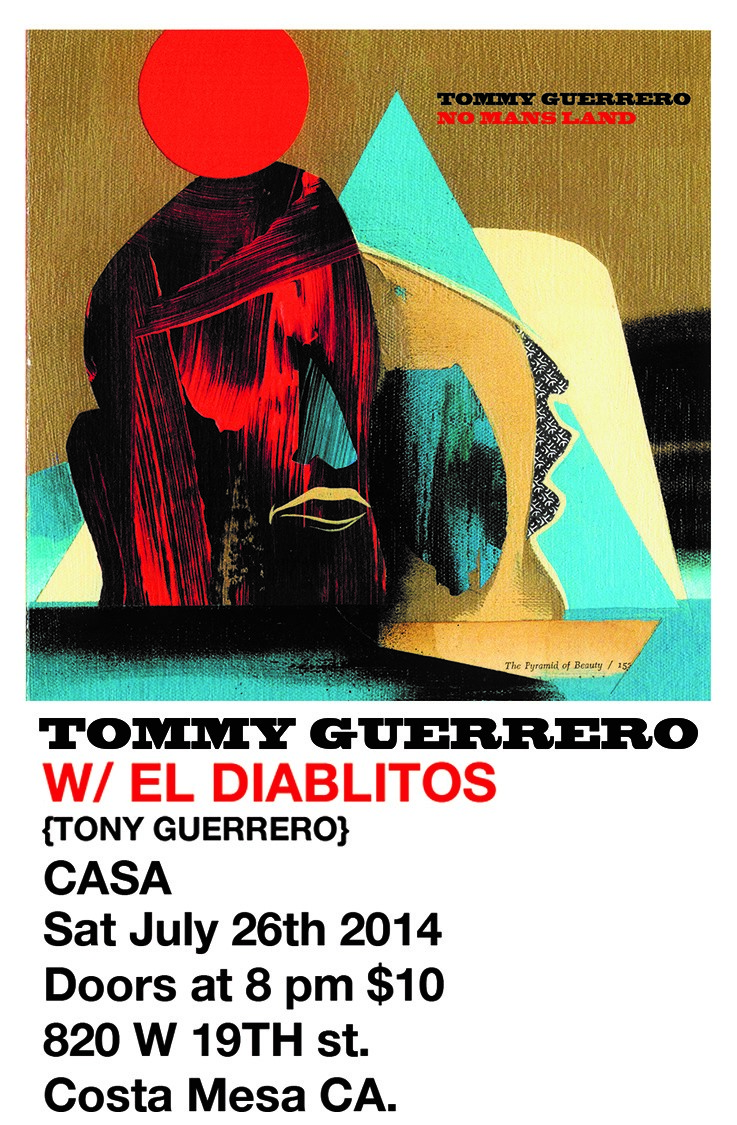 TOMMY GUERRERO
NO MANS LAND
The Pyramid of Beauty / 157
TOMMY GUERRERO
W/ EL DIABLITOS
{TONY GUERRERO}
CASA
Sat July 26th 2014
Doors at 8 pm $10
820 W 19TH st.
Costa Mesa CA.